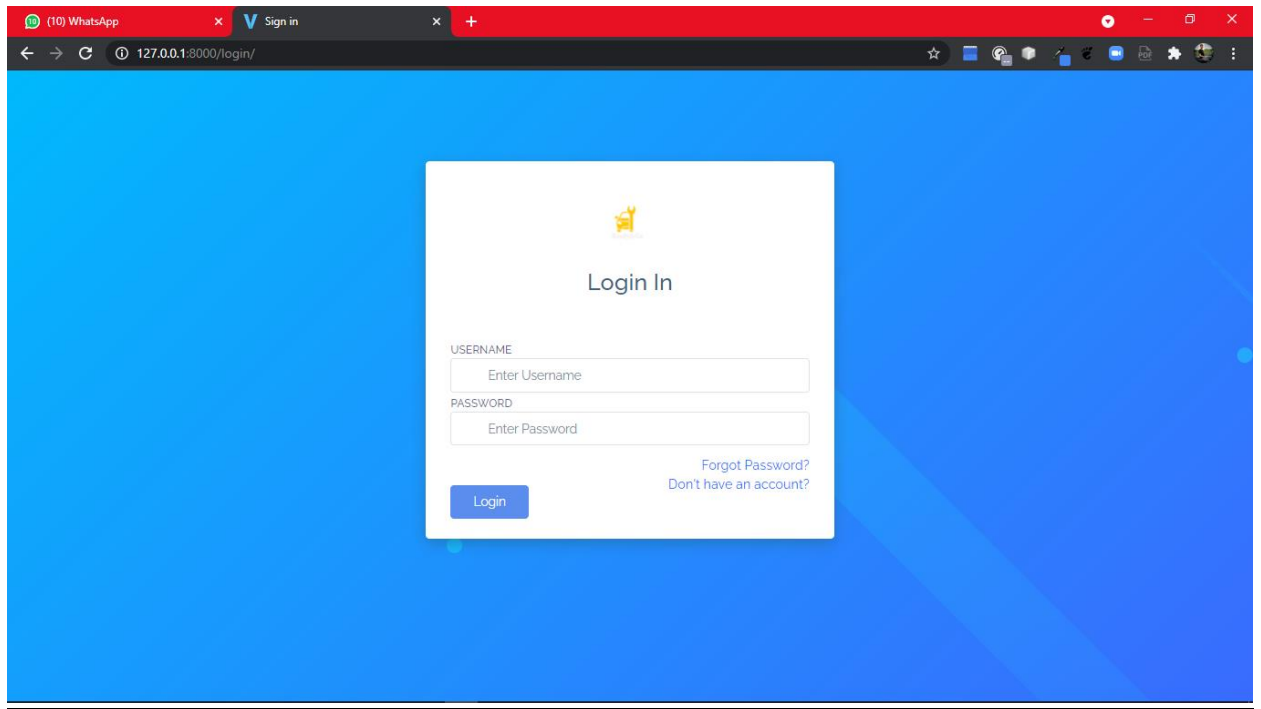 (10) WhatsApp
Sign in
127.0.0.1:8000/login/
PDF
Login In
USERNAME
Enter Username
PASSWORD
Enter Password
Forgot Password?
Don't have an account?
Login